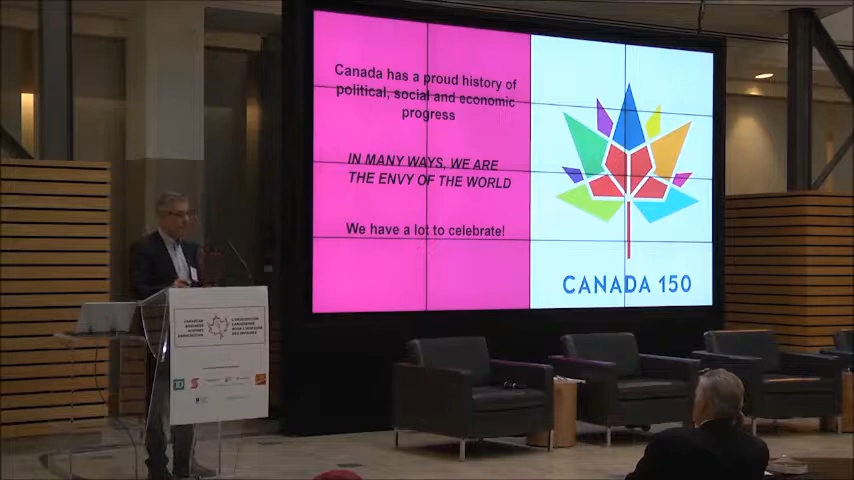 Canada has a proud history of
political, social and economic
progress
IN MANY WAYS, WE ARE
THE ENVY OF THE WORLD
We have a lot to celebrate!
CANADA 150
TD